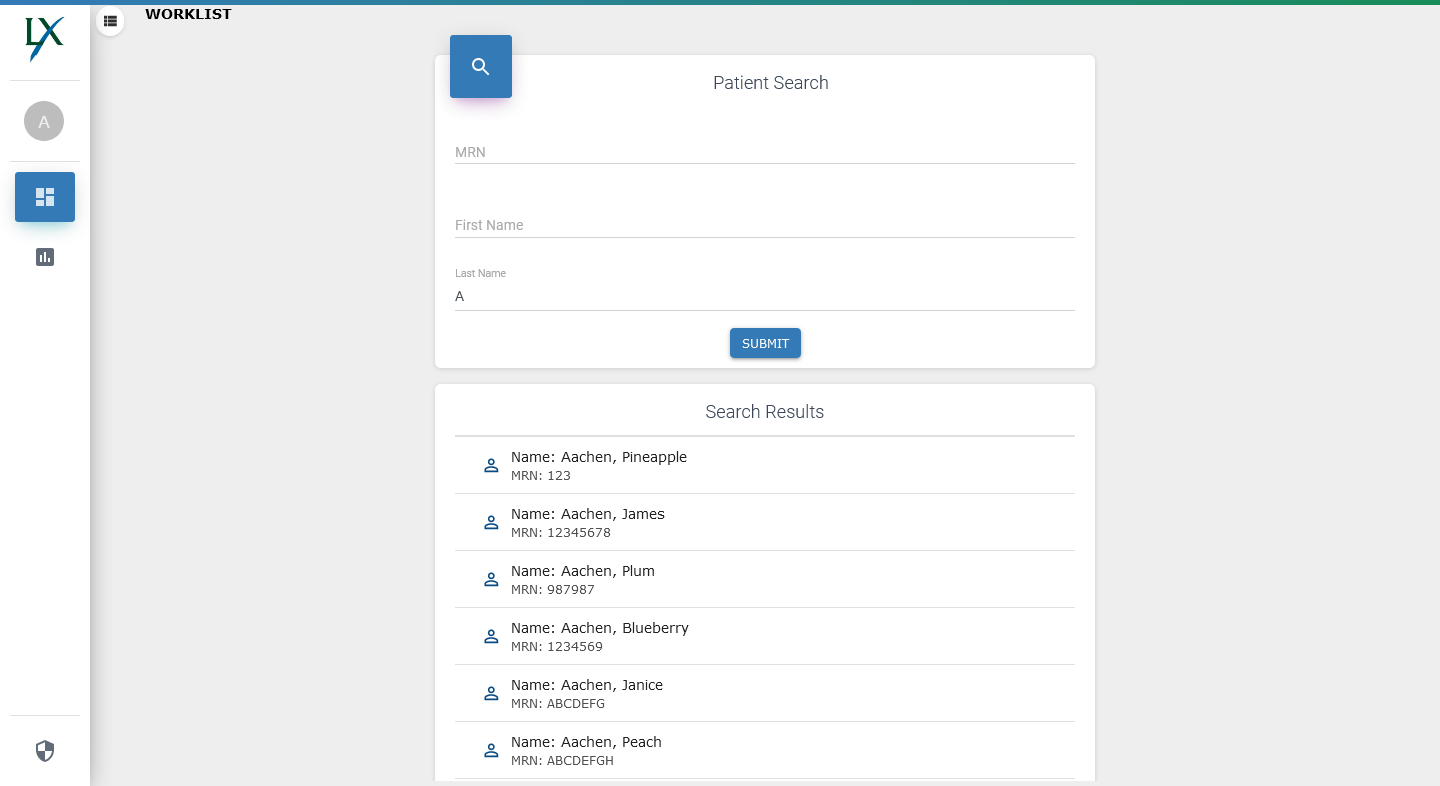 LX
WORKLIST
A
Patient Search
MRN
First Name
Last Name
A
SUBMIT
Search Results
Name: Aachen, Pineapple
MRN: 123
Name: Aachen, James
MRN: 12345678
Name: Aachen, Plum
MRN: 987987
Name: Aachen, Blueberry
MRN: 1234569
Name: Aachen, Janice
MRN: ABCDEFG
Name: Aachen, Peach
MRN: ABCDEFGH